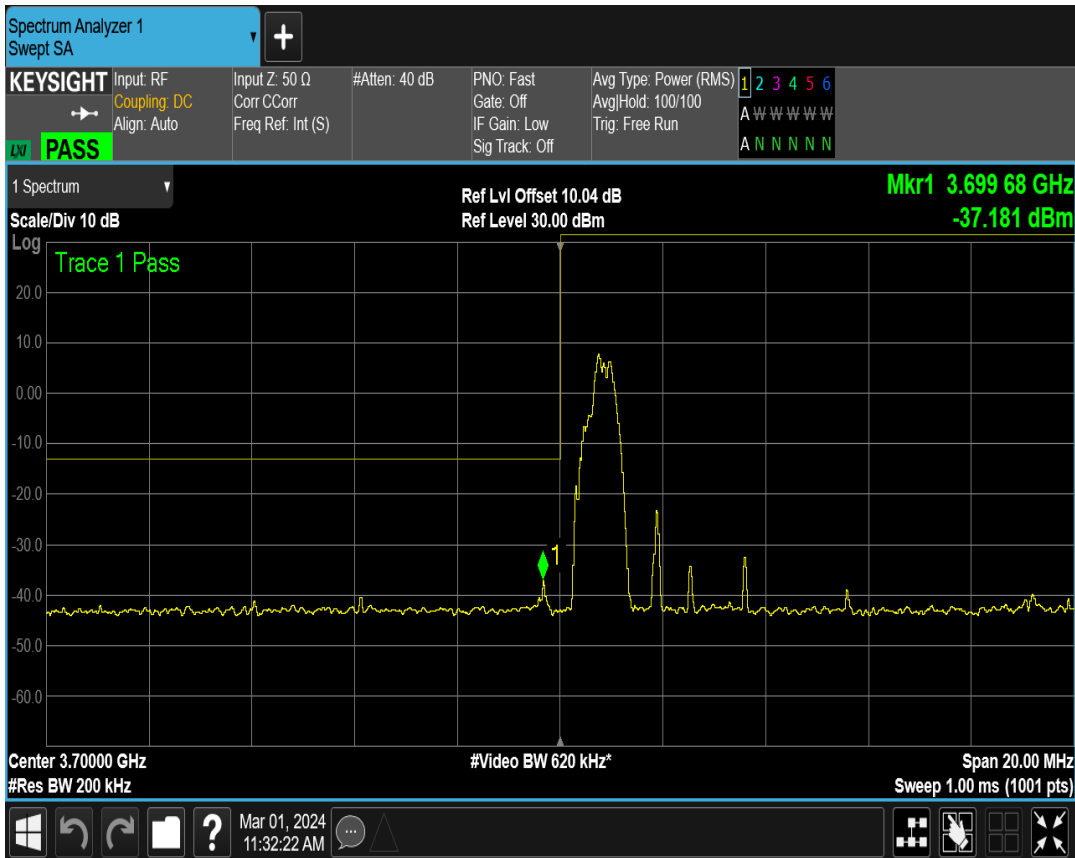 Spectrum Analyzer 1
Swept SA
+
KEYSIGHT
LXI PASS
Input: RF
Coupling: DC
Align: Auto
Input Z: 50 Ω
Corr CCorr
Freq Ref: Int (S)
#Atten: 40 dB
PNO: Fast
Gate: Off
IF Gain: Low
Sig Track: Off
Avg Type: Power (RMS)
Avg|Hold: 100/100
Trig: Free Run
1 2 3 4 5 6
A W W W W W
A N N N N N
1 Spectrum
Scale/Div 10 dB
Ref Lvl Offset 10.04 dB
Ref Level 30.00 dBm
Mkr1 3.699 68 GHz
-37.181 dBm
Log
Trace 1 Pass
20.0
10.0
0.00
-10.0
-20.0
-30.0
-40.0
-50.0
-60.0
1
Center 3.70000 GHz
#Res BW 200 kHz
#Video BW 620 kHz*
Span 20.00 MHz
Sweep 1.00 ms (1001 pts)
?
Mar 01, 2024
11:32:22 AM